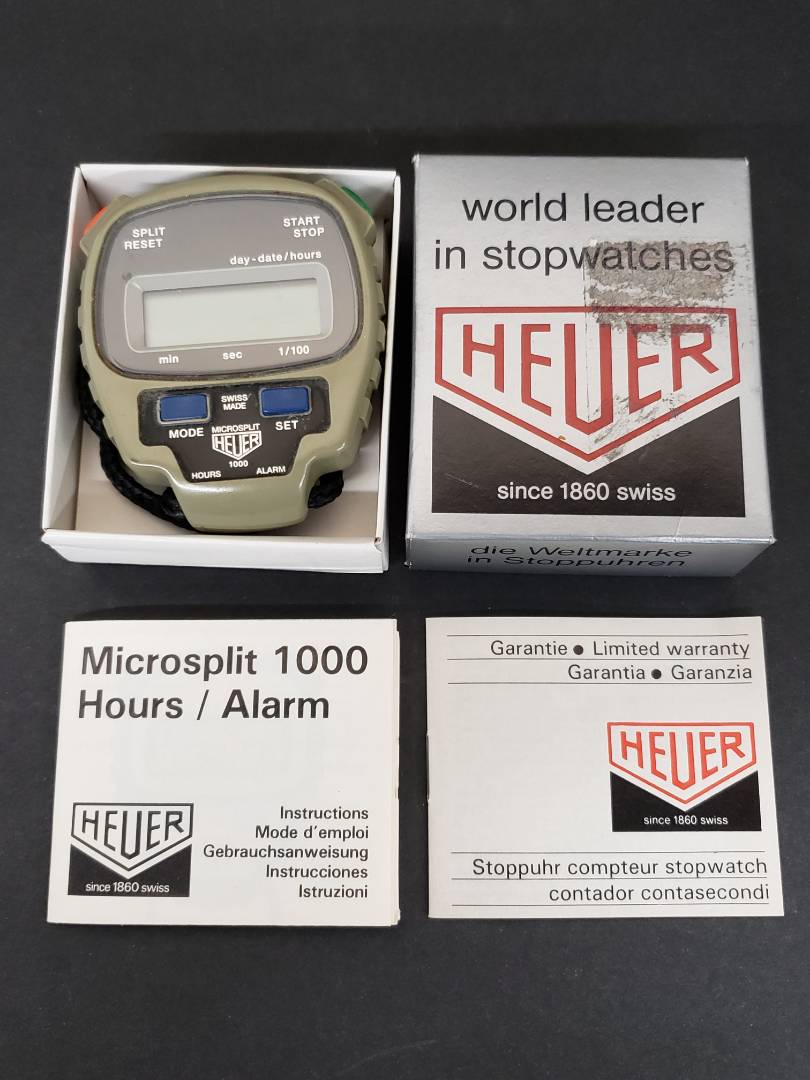 SPLIT
RESET
START
STOP
day-date/hours
min sec 1/100
SWISS
MADE
MODE SET
MICROSPLIT
HEUER
1000
HOURS ALARM
world leader
in stopwatches
HEUER
since 1860 swiss
die Weltmarke
in Stoppuhren
Microsplit 1000
Hours / Alarm
HEUER
since 1860 swiss
Instructions
Mode d'emploi
Gebrauchsanweisung
Instrucciones
Istruzioni
Garantie ● Limited warranty
Garantia ● Garanzia
HEUER
since 1860 swiss
Stoppuhr compteur stopwatch
contador contasecondi